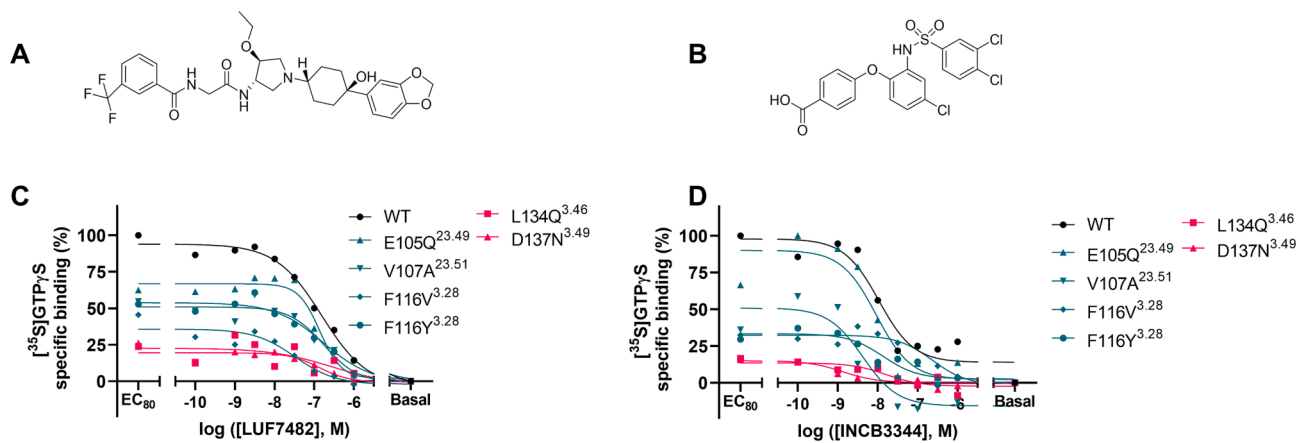 A
F
F
F
O
N
H
O
N
H
O
N
H
OH
O
O
B
HO
O
O
HN
O
S
O
Cl
Cl
Cl
C
[³⁵S]GTPγS
specific binding (%)
100
75
50
25
0
EC₈₀
-10
-9
-8
-7
-6
Basal
log ([LUF7482], M)
WT
E105Q²³·⁴⁹
V107A²³·⁵¹
F116V³·²⁸
F116Y³·²⁸
L134Q³·⁴⁶
D137N³·⁴⁹
D
[³⁵S]GTPγS
specific binding (%)
100
75
50
25
0
EC₈₀
-10
-9
-8
-7
-6
Basal
log ([INCB3344], M)
WT
E105Q²³·⁴⁹
V107A²³·⁵¹
F116V³·²⁸
F116Y³·²⁸
L134Q³·⁴⁶
D137N³·⁴⁹